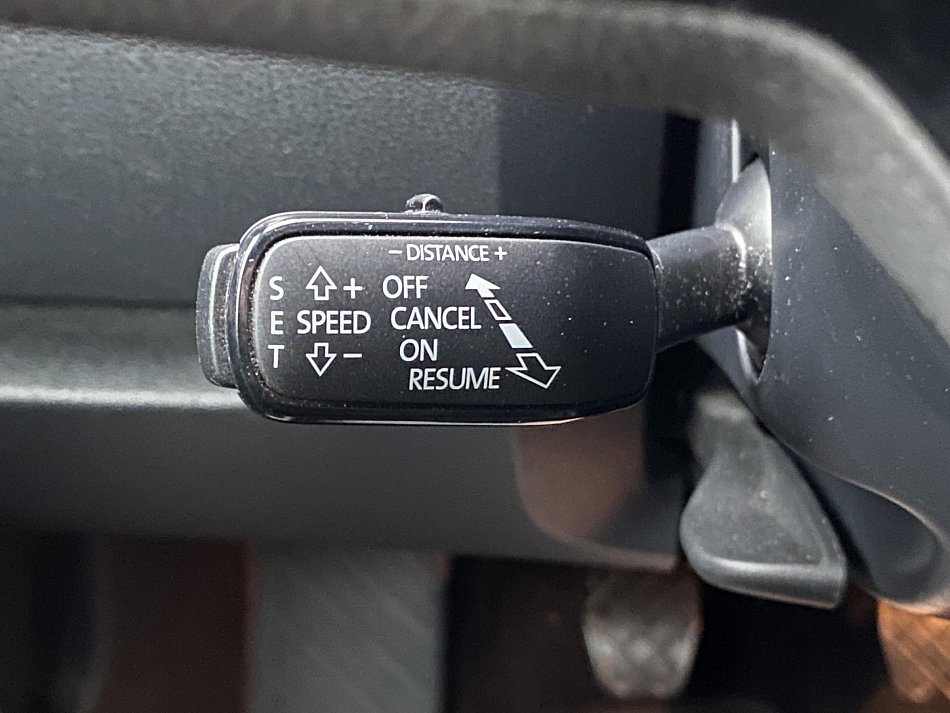 − DISTANCE +
S + OFF
E SPEED CANCEL
T − ON
RESUME